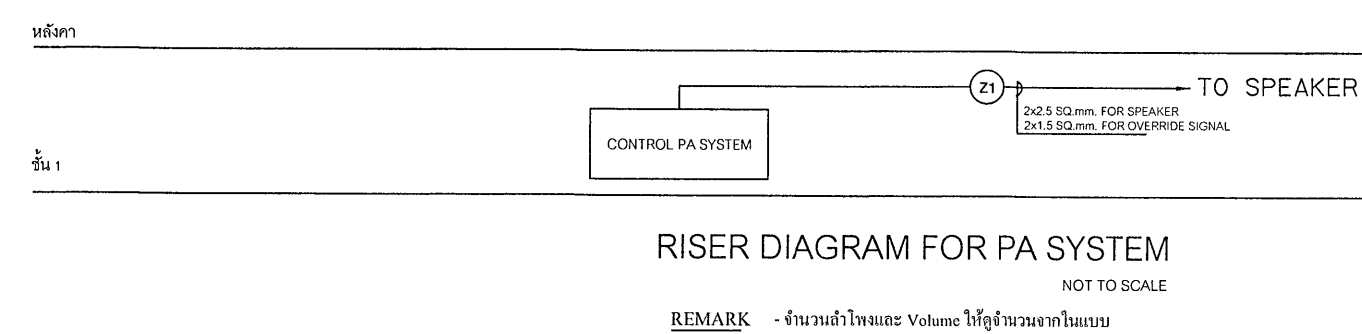 หลังคา
Z1
TO SPEAKER
2x2.5 SQ.mm. FOR SPEAKER
2x1.5 SQ.mm. FOR OVERRIDE SIGNAL
CONTROL PA SYSTEM
ชั้น 1
RISER DIAGRAM FOR PA SYSTEM
NOT TO SCALE
REMARK - จำนวนลำโพงและ Volume ให้ดูจำนวนจากในแบบ